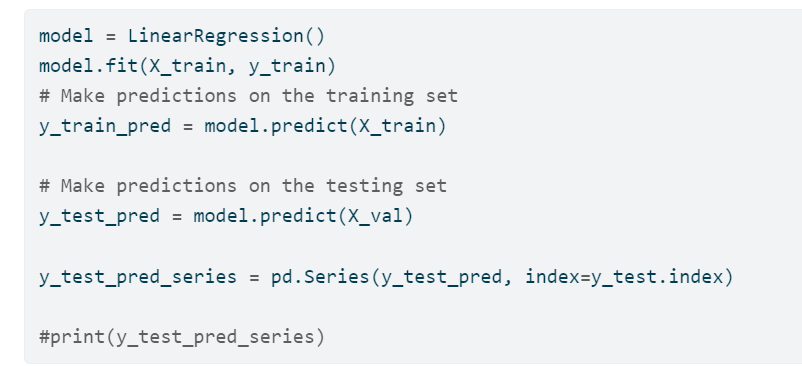 model = LinearRegression()
model.fit(X_train, y_train)
# Make predictions on the training set
y_train_pred = model.predict(X_train)
# Make predictions on the testing set
y_test_pred = model.predict(X_val)
y_test_pred_series = pd.Series(y_test_pred, index=y_test.index)
#print(y_test_pred_series)